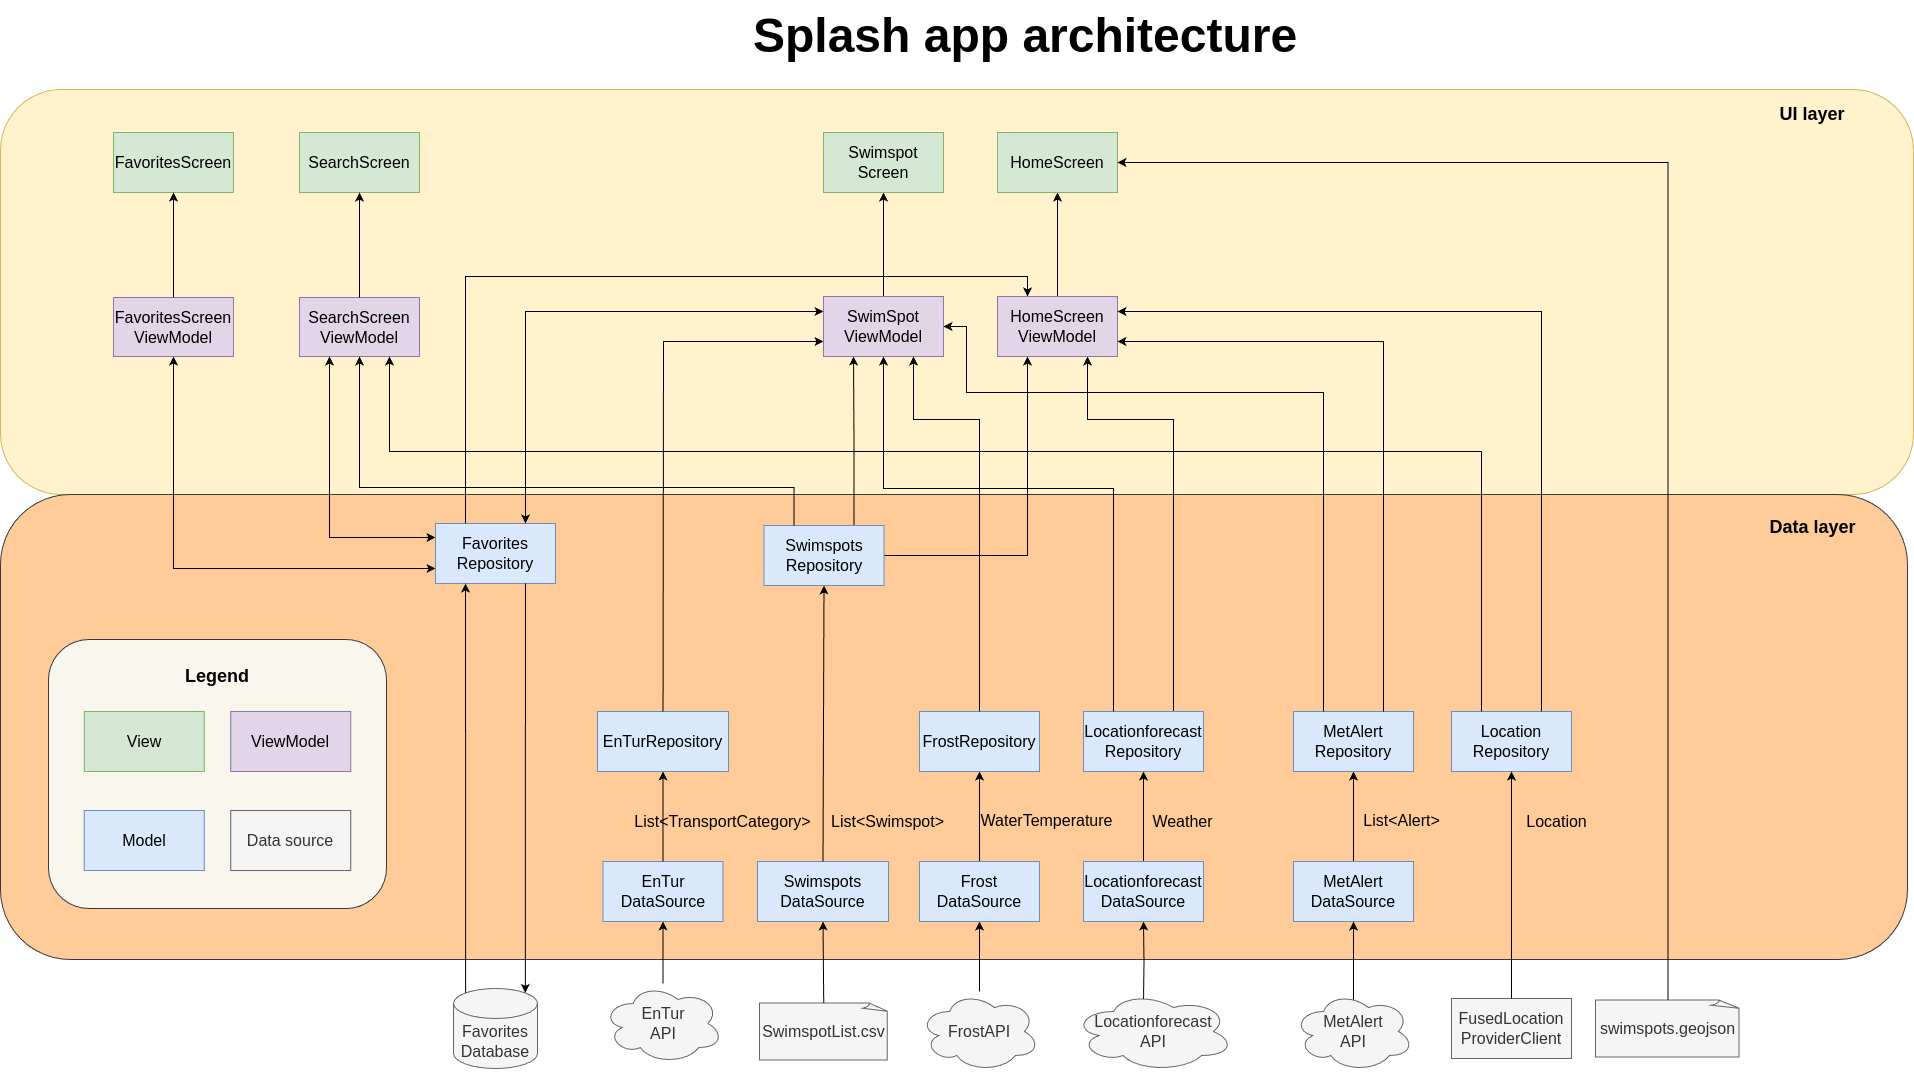 Splash app architecture
UI layer
FavoritesScreen
SearchScreen
Swimspot
Screen
HomeScreen
FavoritesScreen
ViewModel
SearchScreen
ViewModel
SwimSpot
ViewModel
HomeScreen
ViewModel
Data layer
Favorites
Repository
Swimspots
Repository
Legend
View
ViewModel
Model
Data source
EnTurRepository
FrostRepository
Locationforecast
Repository
MetAlert
Repository
Location
Repository
List<TransportCategory>
List<Swimspot>
WaterTemperature
Weather
List<Alert>
Location
EnTur
DataSource
Swimspots
DataSource
Frost
DataSource
Locationforecast
DataSource
MetAlert
DataSource
Favorites
Database
EnTur
API
SwimspotList.csv
FrostAPI
Locationforecast
API
MetAlert
API
FusedLocation
ProviderClient
swimspots.geojson